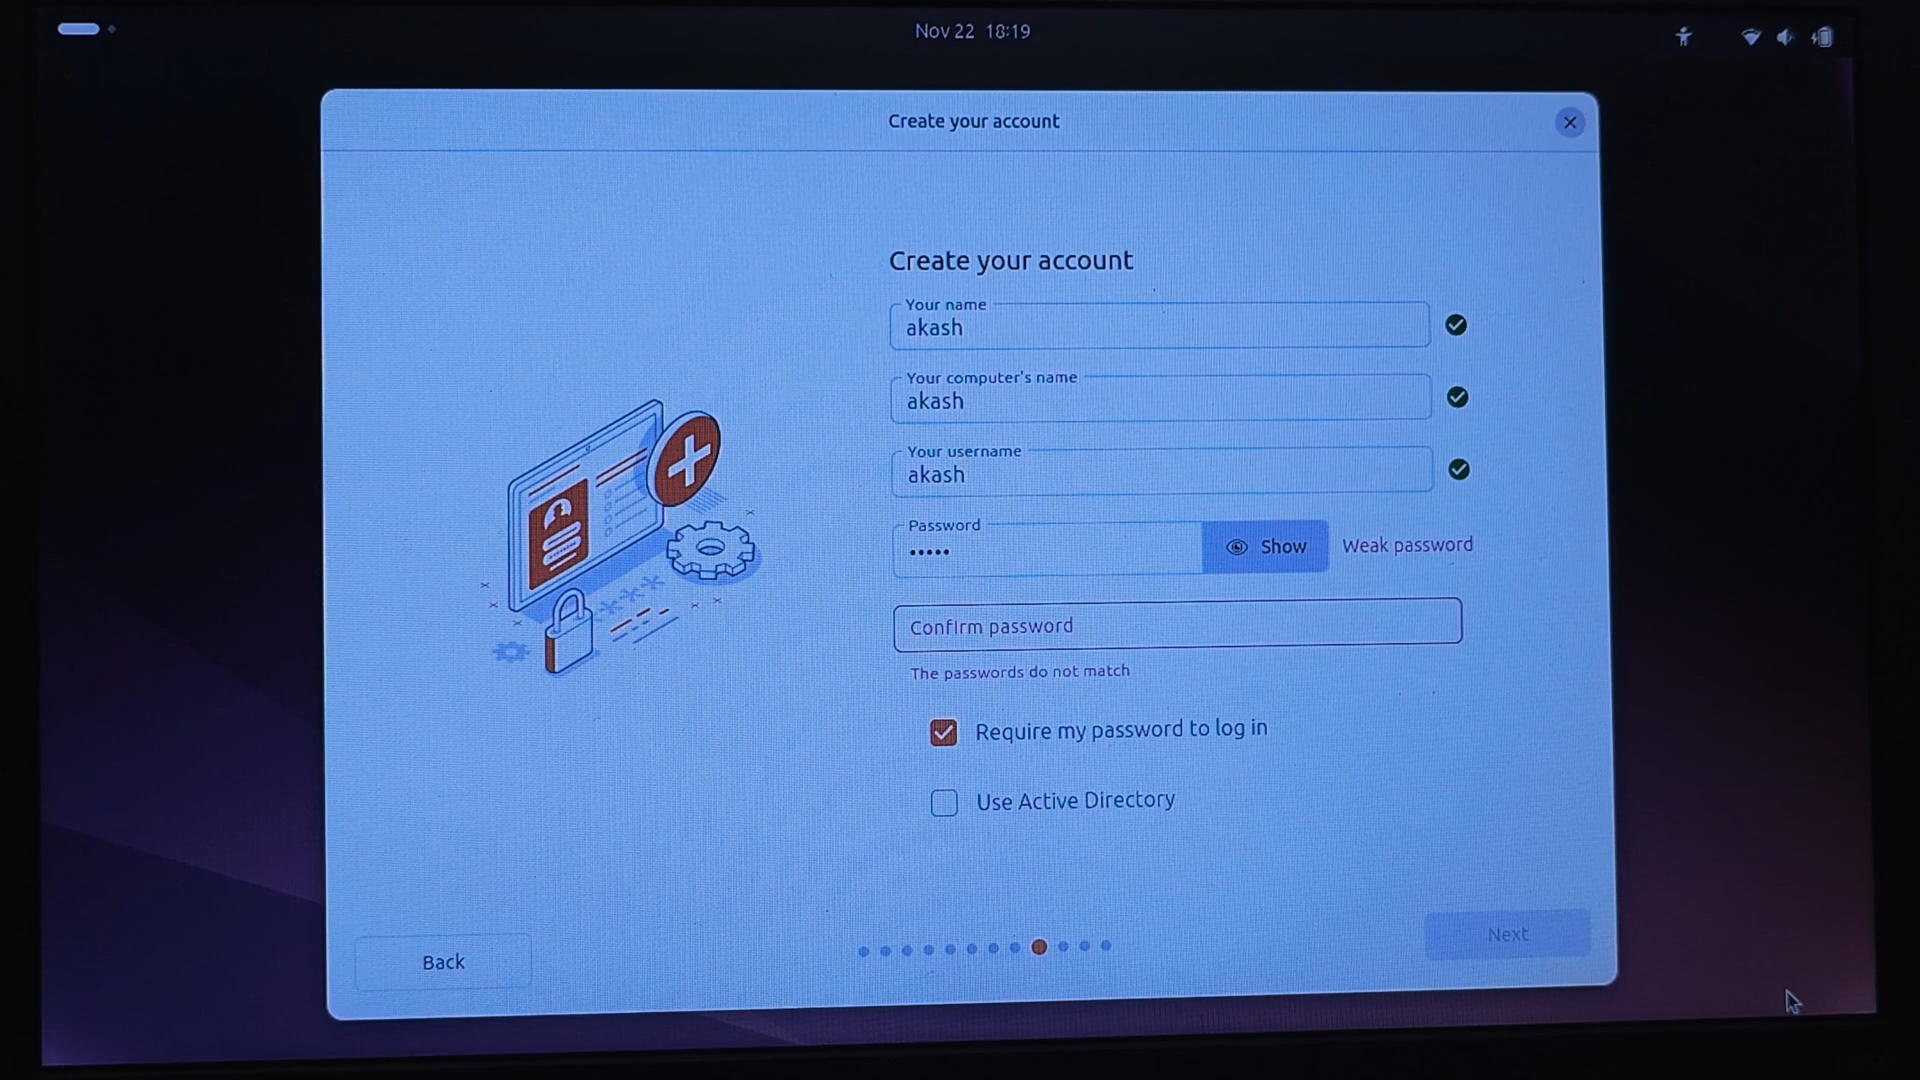 Nov 22 18:19
Create your account
Create your account
Your name
akash
Your computer's name
akash
Your username
akash
Password
•••••
Show
Weak password
Confirm password
The passwords do not match
Require my password to log in
Use Active Directory
Back
Next